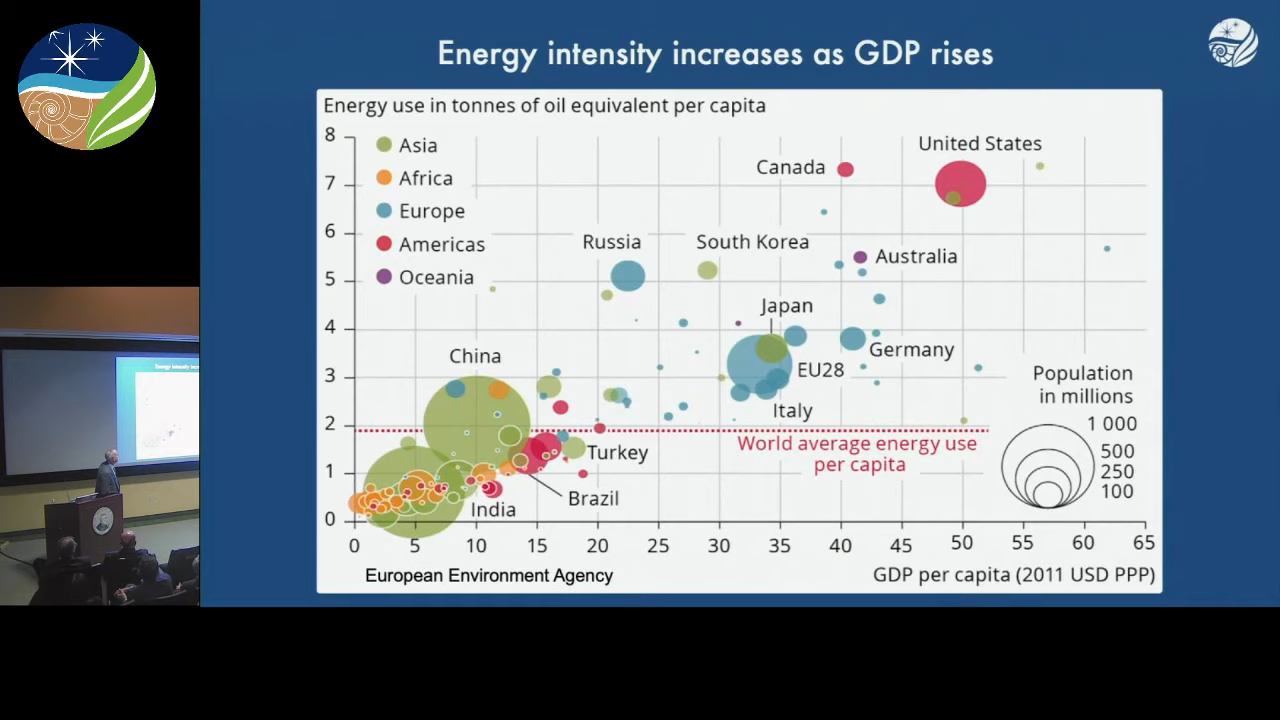 Energy intensity increases as GDP rises
Energy use in tonnes of oil equivalent per capita
8
7
6
5
4
3
2
1
0
Asia
Africa
Europe
Americas
Oceania
United States
Canada
Russia
South Korea
Australia
Japan
China
Germany
EU28
Italy
World average energy use
per capita
Turkey
Brazil
India
Population
in millions
1 000
500
250
100
0 5 10 15 20 25 30 35 40 45 50 55 60 65
European Environment Agency
GDP per capita (2011 USD PPP)